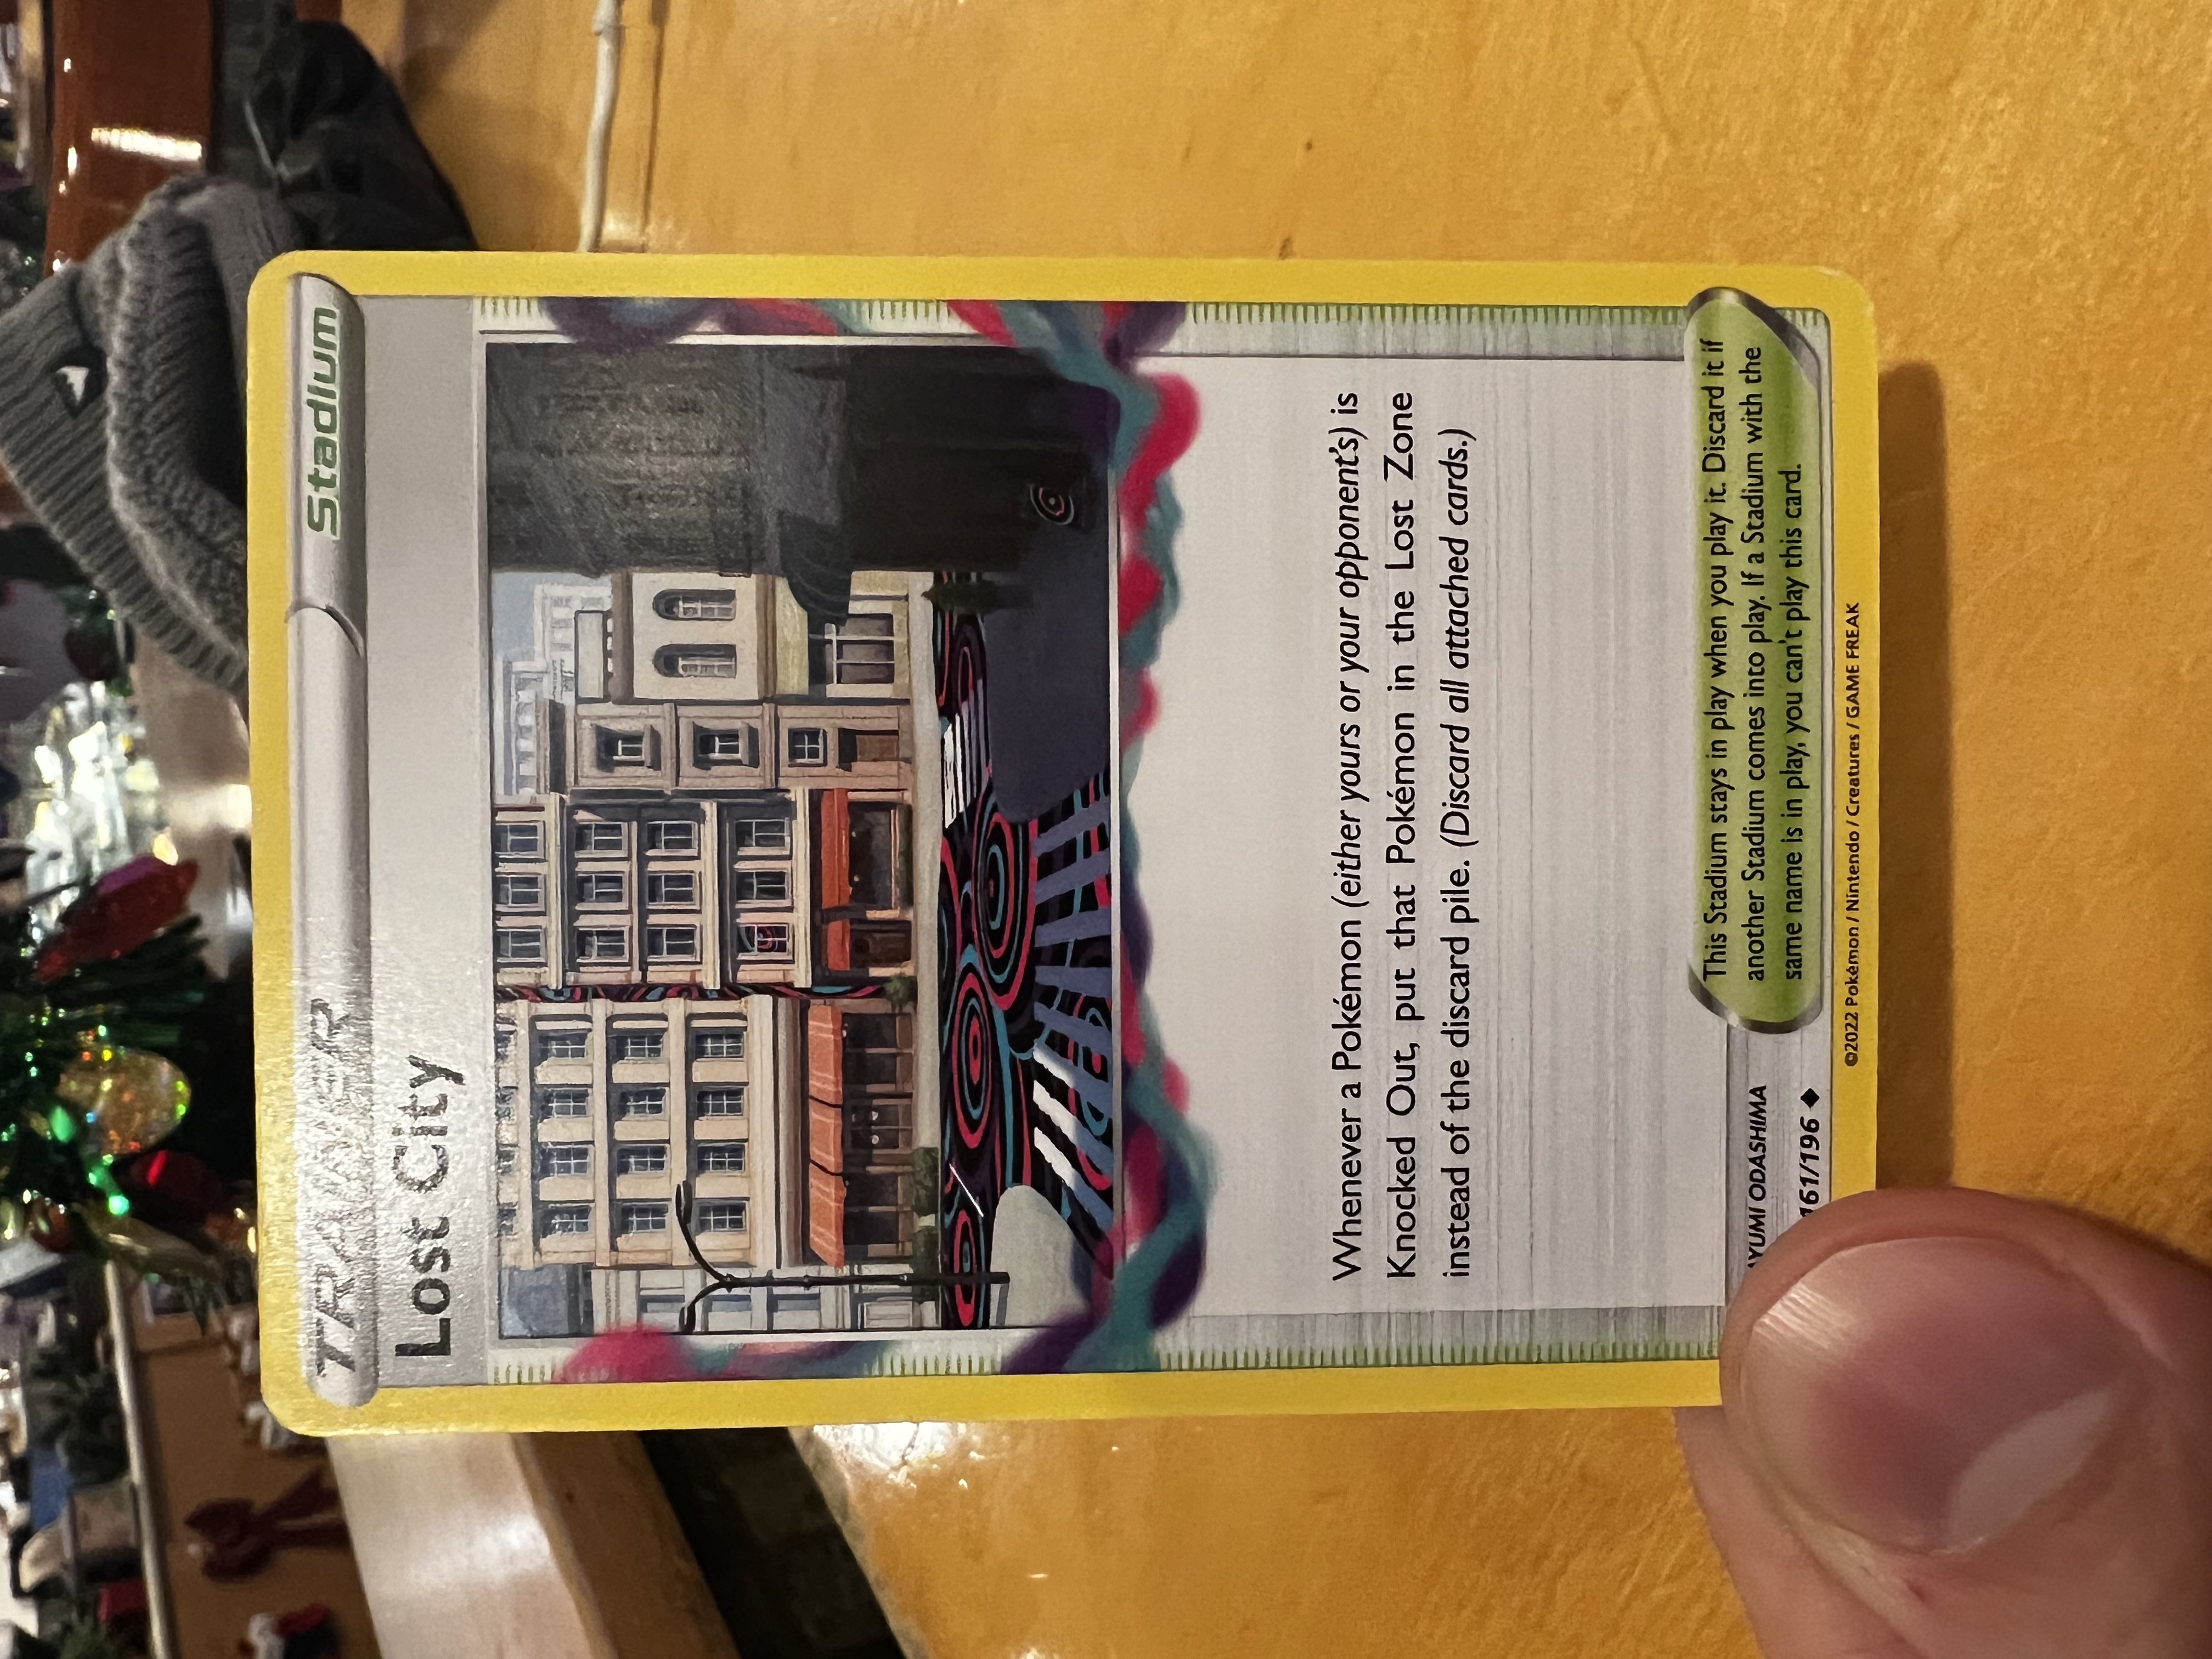 TRAINER
Stadium
Lost City
Whenever a Pokémon (either yours or your opponent's) is
Knocked Out, put that Pokémon in the Lost Zone
instead of the discard pile. (Discard all attached cards.)
This Stadium stays in play when you play it. Discard it if
another Stadium comes into play. If a Stadium with the
same name is in play, you can't play this card.
AYUMI ODASHIMA
161/196
©2022 Pokémon / Nintendo / Creatures / GAME FREAK